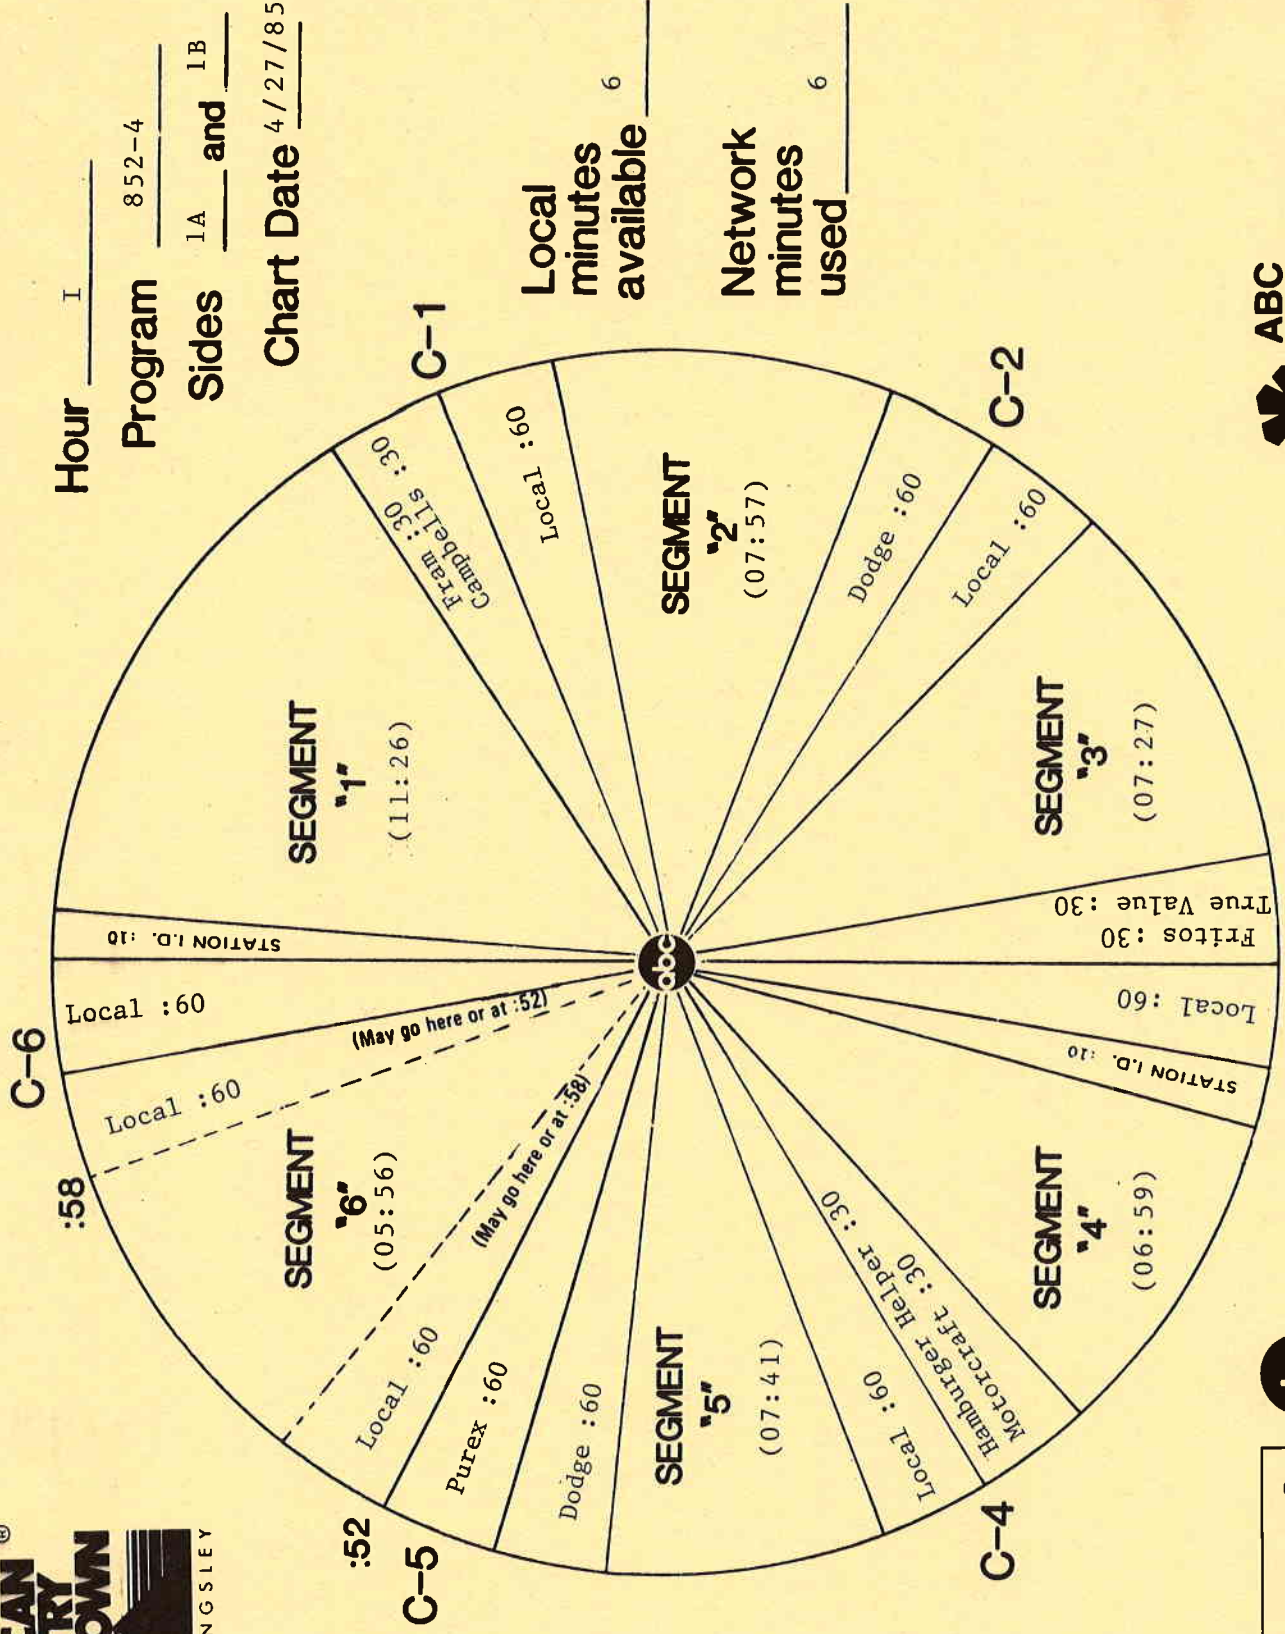 CAN ®
TRY
OWN
NGSLEY
Hour I
Program 852-4
Sides 1A and 1B
Chart Date 4/27/85
Local
minutes
available 6
Network
minutes
used 6
STATION I.D. :10
SEGMENT
"1"
(11:26)
Fram :30
Campbells :30
C-1
Local :60
SEGMENT
"2"
(07:57)
Dodge :60
C-2
Local :60
SEGMENT
"3"
(07:27)
True Value :30
Fritos :30
Local :60
STATION I.D. :10
SEGMENT
"4"
(06:59)
Motorcraft :30
Hamburger Helper :30
C-4
Local :60
SEGMENT
"5"
(07:41)
Dodge :60
C-5
Purex :60
:52
Local :60
(May go here or at :58)
SEGMENT
"6"
(05:56)
:58
(May go here or at :52)
Local :60
C-6
Local :60
abc
ABC